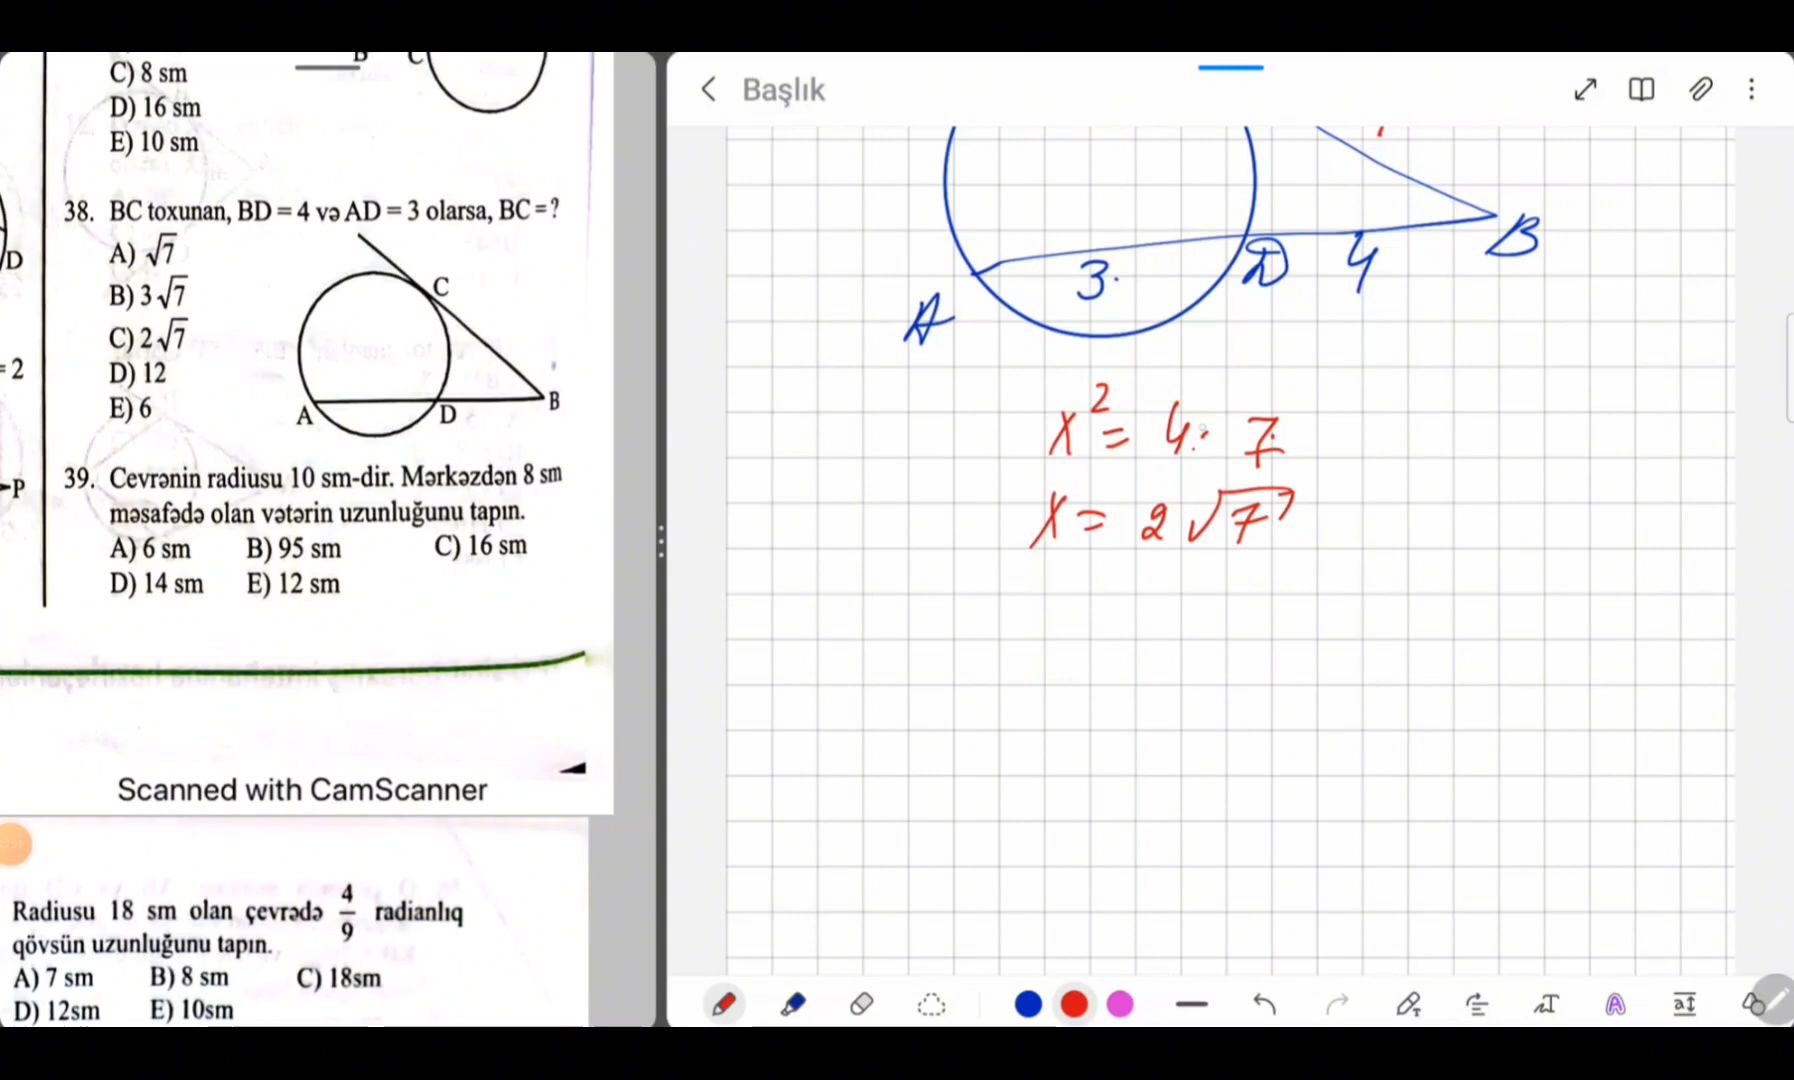 B C
C) 8 sm
D) 16 sm
E) 10 sm
D
38. BC toxunan, BD = 4 və AD = 3 olarsa, BC = ?
A) √7
B) 3√7
C) 2√7
D) 12
E) 6
C
A D B
= 2
P
39. Cevrənin radiusu 10 sm-dir. Mərkəzdən 8 sm
məsafədə olan vətərin uzunluğunu tapın.
A) 6 sm B) 95 sm C) 16 sm
D) 14 sm E) 12 sm
Scanned with CamScanner
Radiusu 18 sm olan çevrədə 4/9 radianlıq
qövsün uzunluğunu tapın.
A) 7 sm B) 8 sm C) 18sm
D) 12sm E) 10sm
Başlık
A 3. D 4 B
x² = 4 · 7
x = 2√7